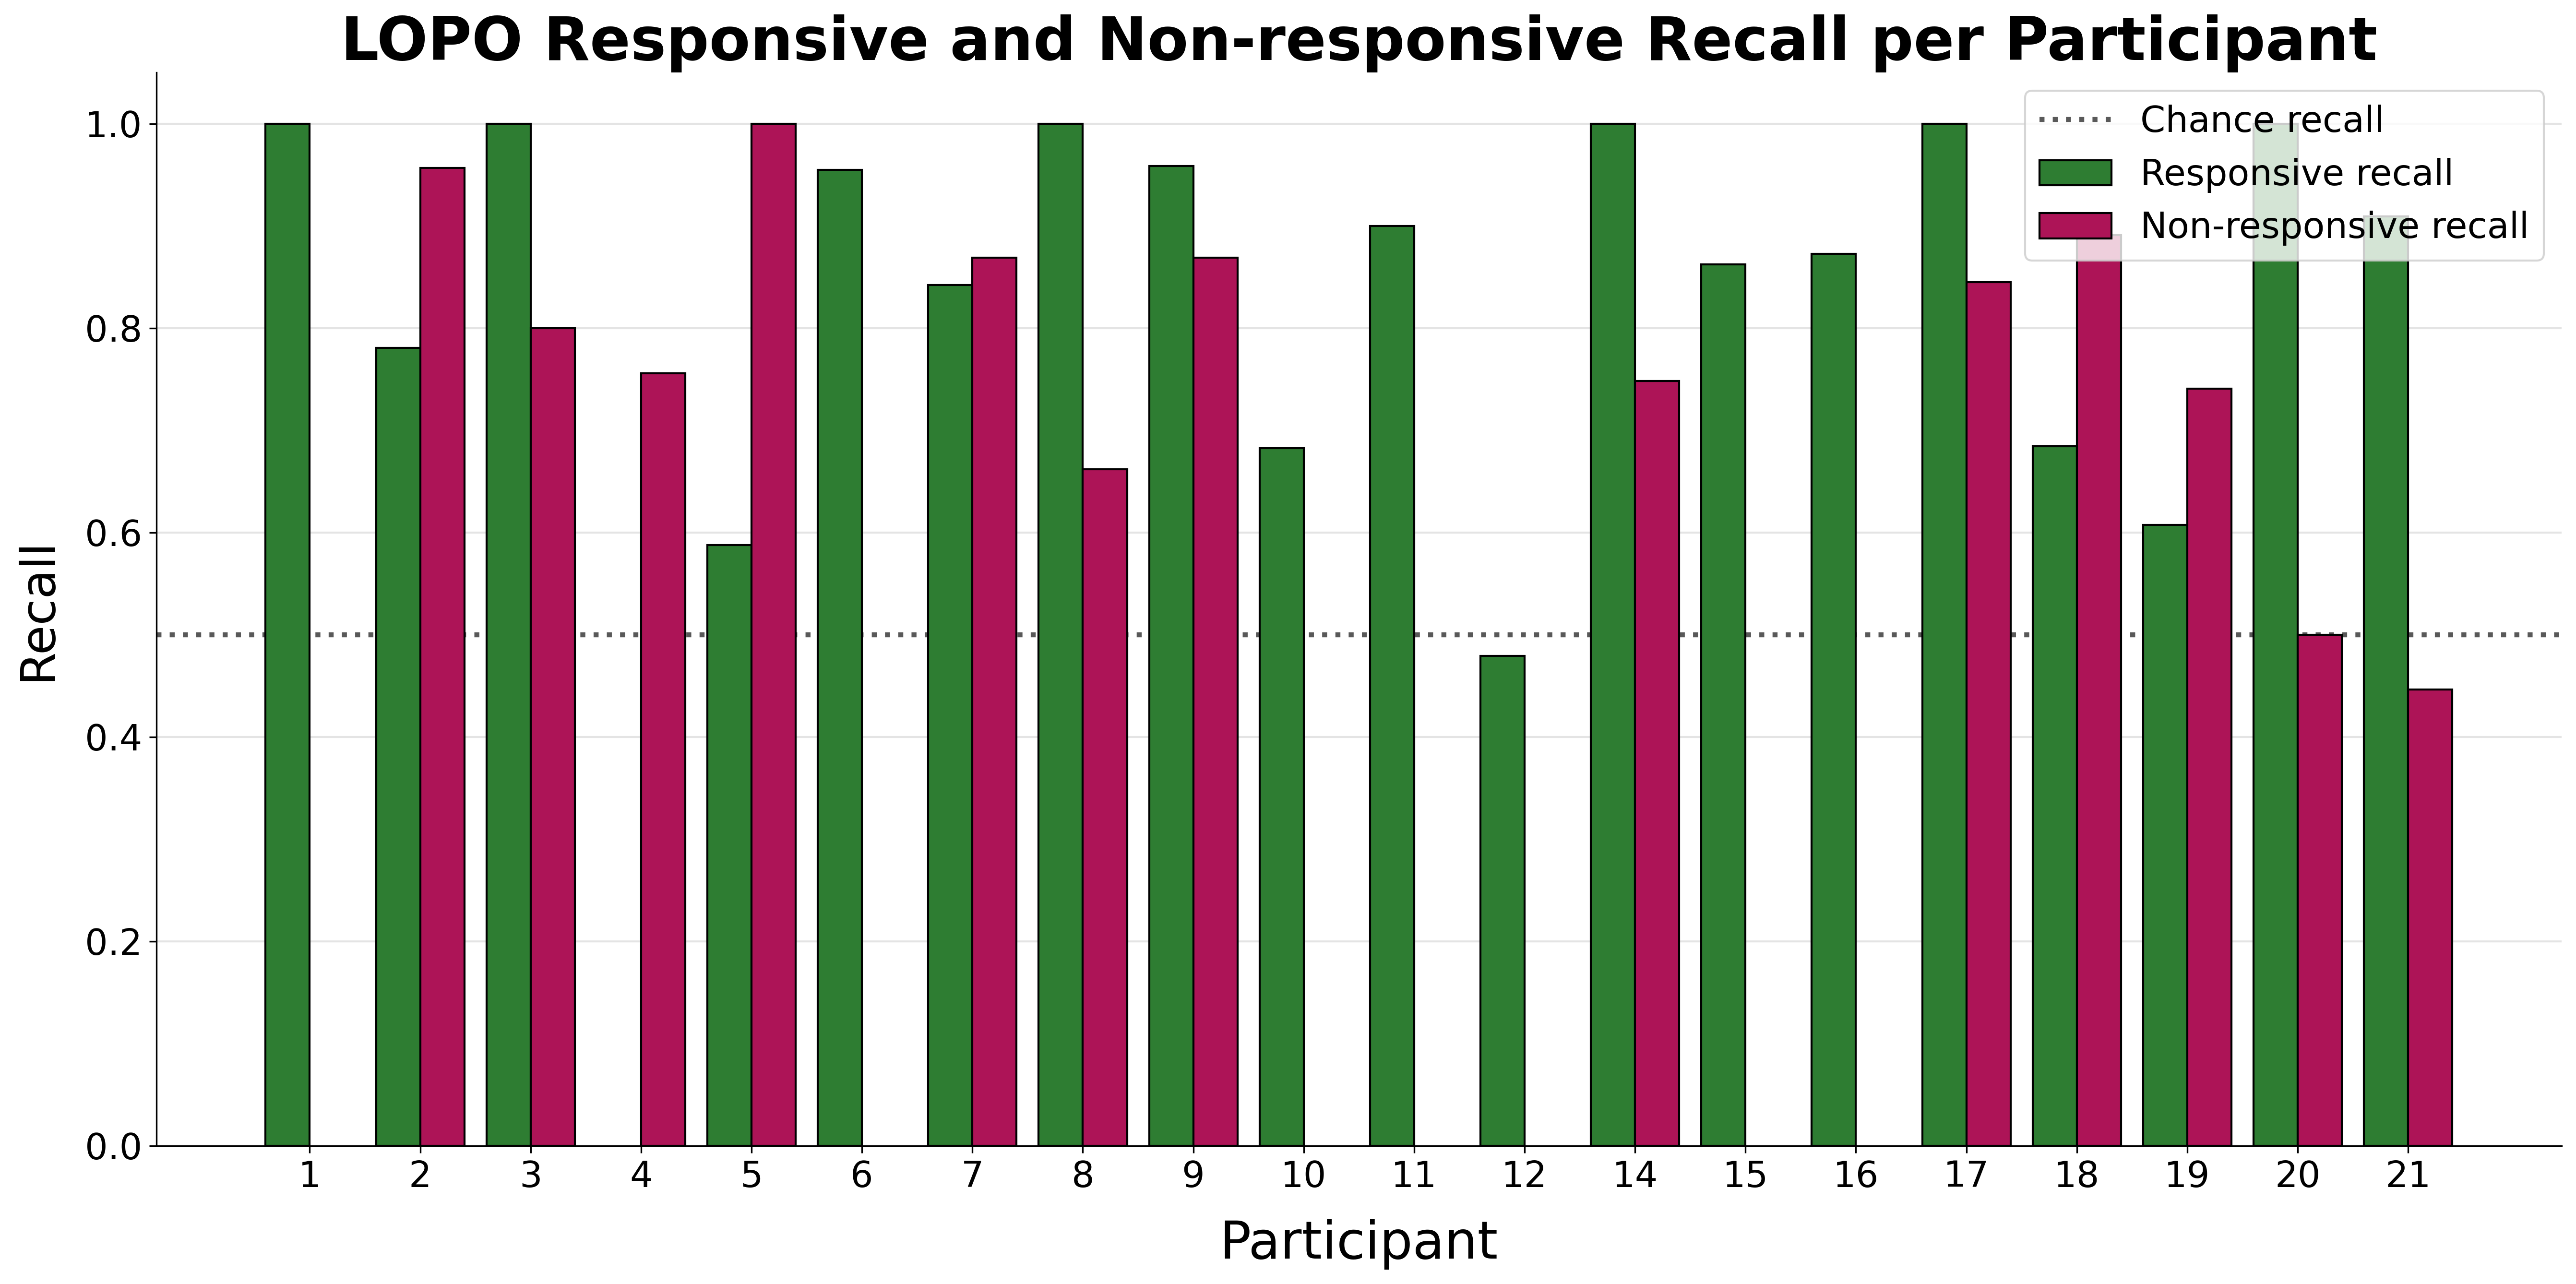 LOPO Responsive and Non-responsive Recall per Participant
Chance recall
Responsive recall
Non-responsive recall
1.0
0.8
0.6
0.4
0.2
0.0
Recall
1 2 3 4 5 6 7 8 9 10 11 12 14 15 16 17 18 19 20 21
Participant